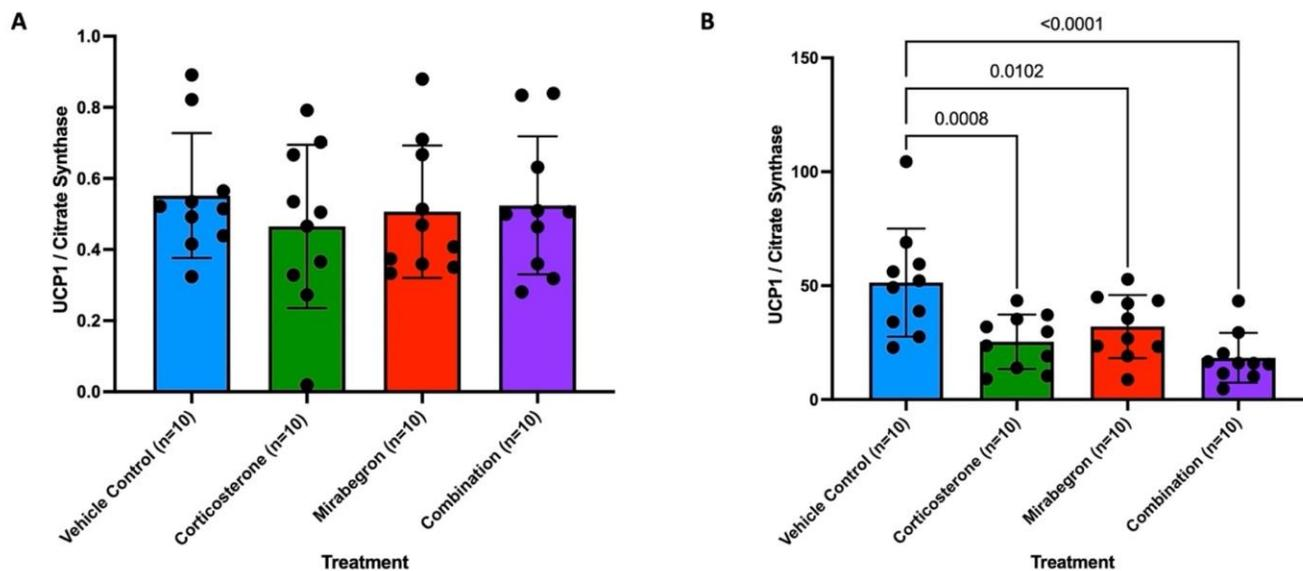 A
UCP1 / Citrate Synthase
1.0
0.8
0.6
0.4
0.2
0.0
Vehicle Control (n=10)
Corticosterone (n=10)
Mirabegron (n=10)
Combination (n=10)
Treatment
B
UCP1 / Citrate Synthase
<0.0001
0.0102
0.0008
150
100
50
0
Vehicle Control (n=10)
Corticosterone (n=10)
Mirabegron (n=10)
Combination (n=10)
Treatment